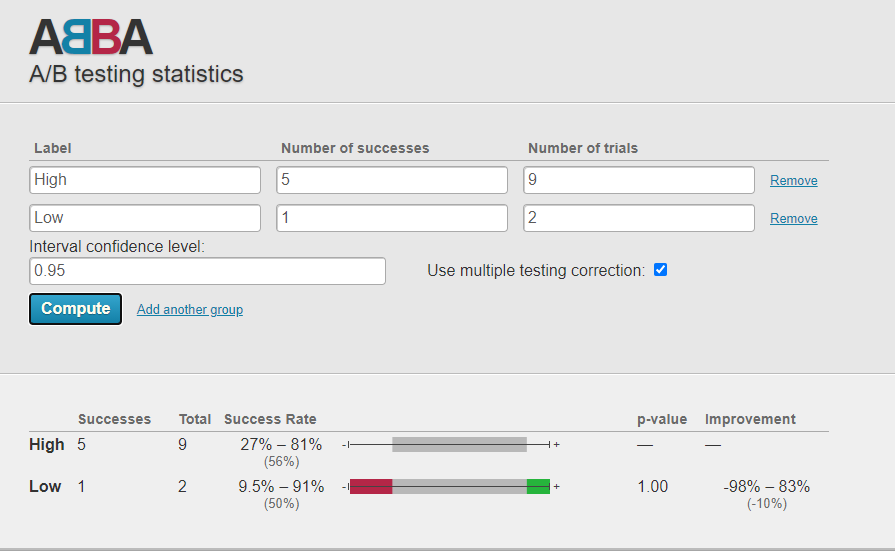 ABBA
A/B testing statistics
Label Number of successes Number of trials
High 5 9 Remove
Low 1 2 Remove
Interval confidence level:
0.95 Use multiple testing correction:
Compute Add another group
Successes Total Success Rate p-value Improvement
High 5 9 27% – 81% - + — —
(56%)
Low 1 2 9.5% – 91% - + 1.00 -98% – 83%
(50%) (-10%)